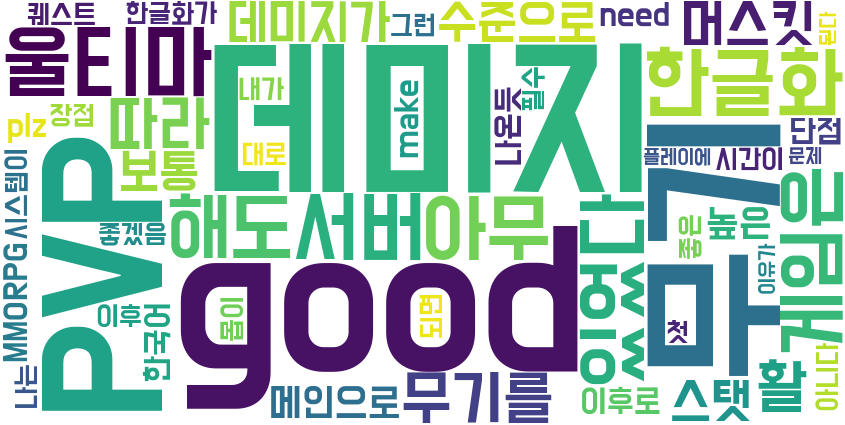 퀘스트 한글화가 데미지가 그런 수준으로 need 머스킷 된다
울티마 데미지 한글화
plz 장점 따라 내가 make 나온듯 필수 단점
보통 대로 플레이에 시간이 문제
MMORPG 시스템이 PVP 좋겠음 해도 서버 아무 있어 무기 좋은 높은 게임은
이후 한국어 몹이 good 되면 쓰다 첫 이유가
나는 메인으로 무기를 이후로 스탯 활 아니다